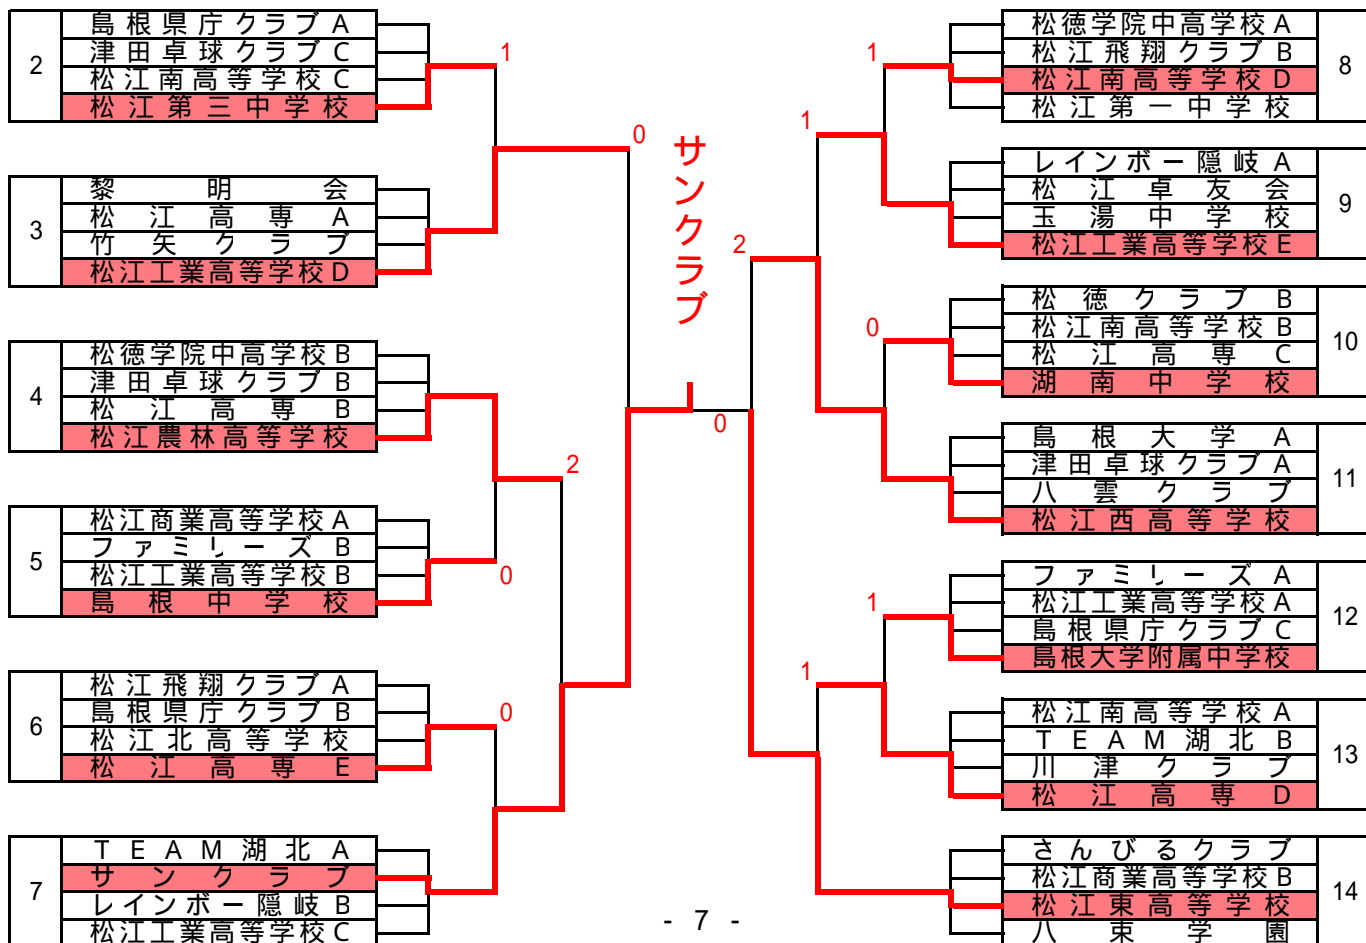 2
島根県庁クラブA
津田卓球クラブC
松江南高等学校C
松江第三中学校
3
黎明会
松江高専A
竹矢クラブ
松江工業高等学校D
4
松徳学院中高学校B
津田卓球クラブB
松江高専B
松江農林高等学校
5
松江商業高等学校A
ファミリーズB
松江工業高等学校B
島根中学校
6
松江飛翔クラブA
島根県庁クラブB
松江北高等学校
松江高専E
7
TEAM湖北A
サンクラブ
レインボー隠岐B
松江工業高等学校C
1
0
2
0
0
サンクラブ
0
2
1
1
0
1
1
松徳学院中高学校A
松江飛翔クラブB
松江南高等学校D
松江第一中学校
8
レインボー隠岐A
松江卓友会
玉湯中学校
松江工業高等学校E
9
松徳クラブB
松江南高等学校B
松江高専C
湖南中学校
10
島根大学A
津田卓球クラブA
八雲クラブ
松江西高等学校
11
ファミリーズA
松江工業高等学校A
島根県庁クラブC
島根大学附属中学校
12
松江南高等学校A
TEAM湖北B
川津クラブ
松江高専D
13
さんびるクラブ
松江商業高等学校B
松江東高等学校
八束学園
14
- 7 -